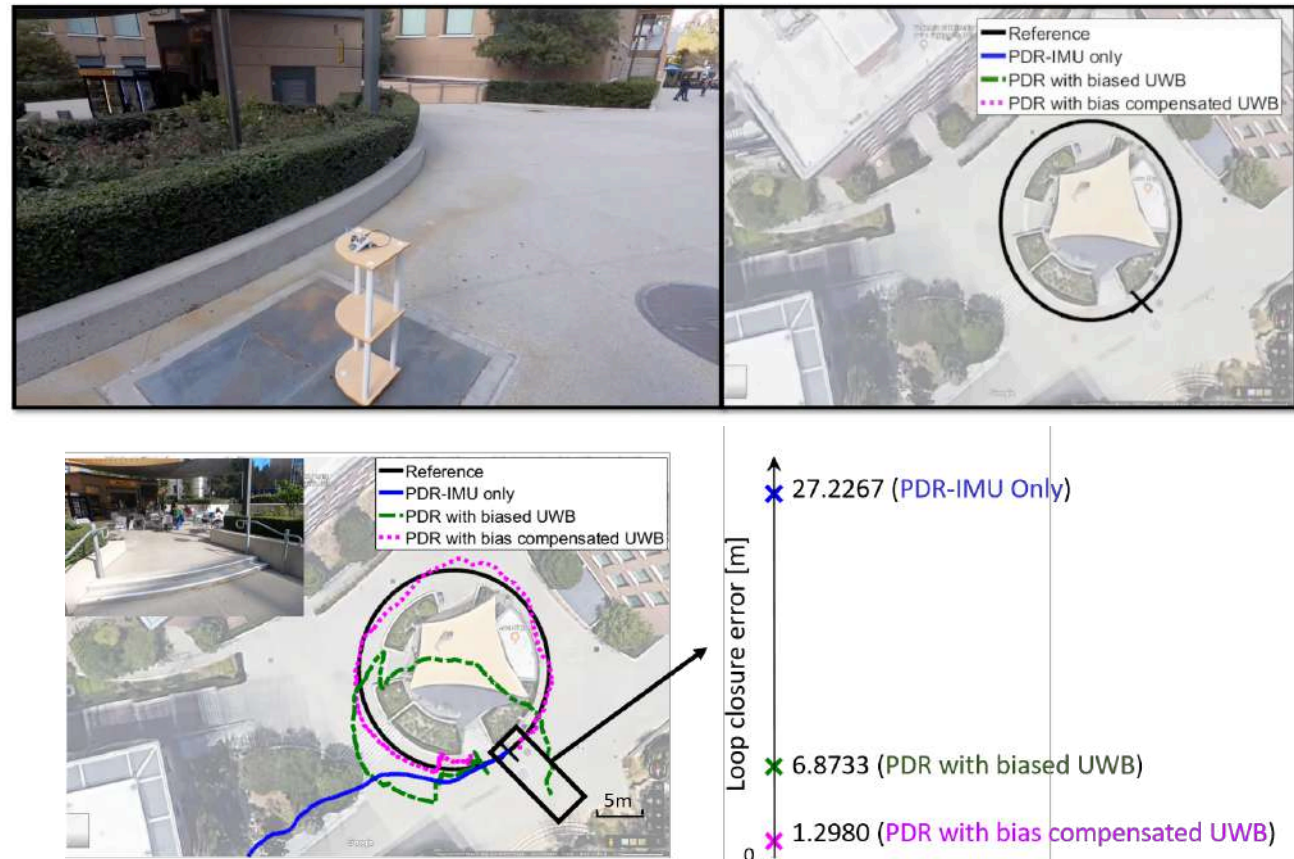 Reference
PDR-IMU only
PDR with biased UWB
PDR with bias compensated UWB
Google
Reference
PDR-IMU only
PDR with biased UWB
PDR with bias compensated UWB
5m
Google
Loop closure error [m]
27.2267 (PDR-IMU Only)
6.8733 (PDR with biased UWB)
1.2980 (PDR with bias compensated UWB)
0